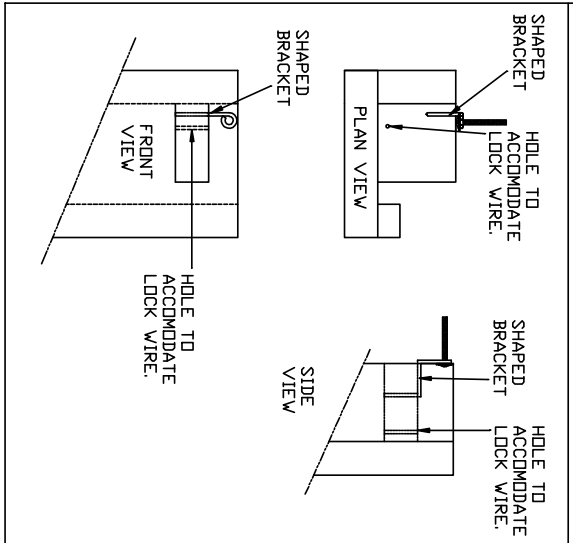 SHAPED
BRACKET
HOLE TO
ACCOMODATE
LOCK WIRE.
PLAN VIEW
SHAPED
BRACKET
HOLE TO
ACCOMODATE
LOCK WIRE.
SIDE
VIEW
SHAPED
BRACKET
FRONT
VIEW
HOLE TO
ACCOMODATE
LOCK WIRE.